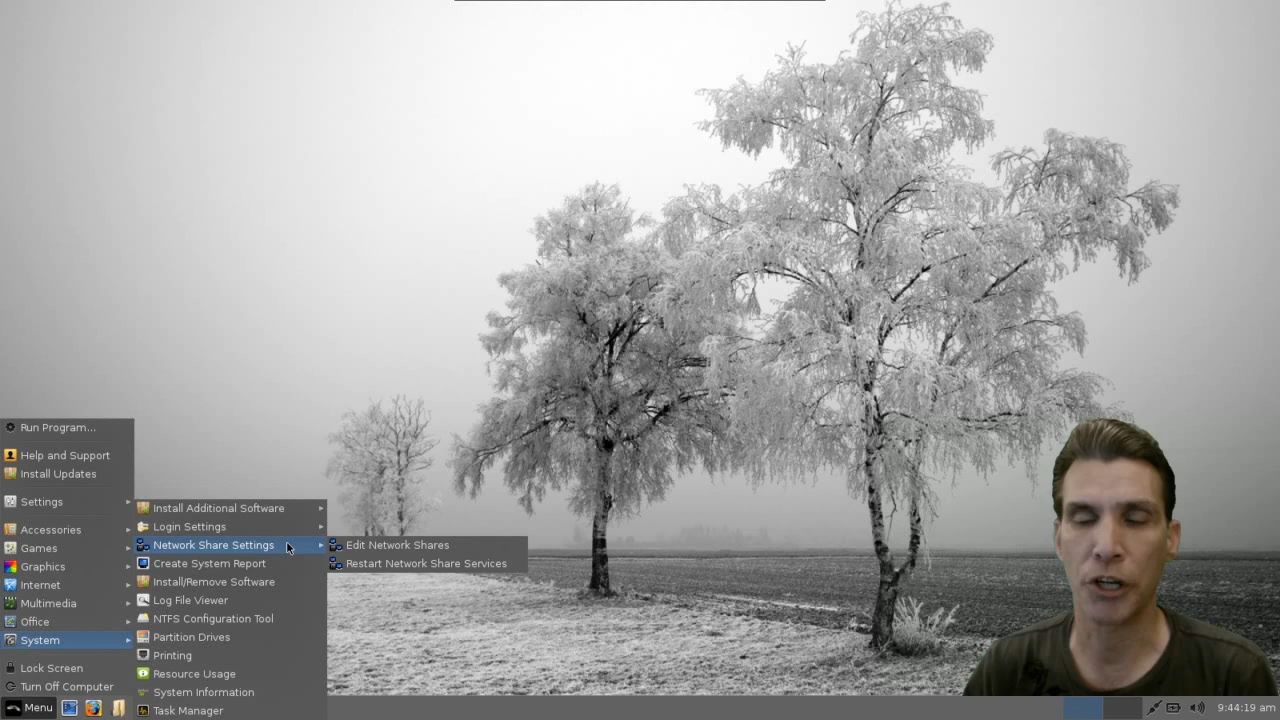 Run Program...
Help and Support
Install Updates
Settings
Accessories
Games
Graphics
Internet
Multimedia
Office
System
Lock Screen
Turn Off Computer
Install Additional Software
Login Settings
Network Share Settings
Create System Report
Install/Remove Software
Log File Viewer
NTFS Configuration Tool
Partition Drives
Printing
Resource Usage
System Information
Task Manager
Edit Network Shares
Restart Network Share Services
Menu
9:44:19 am